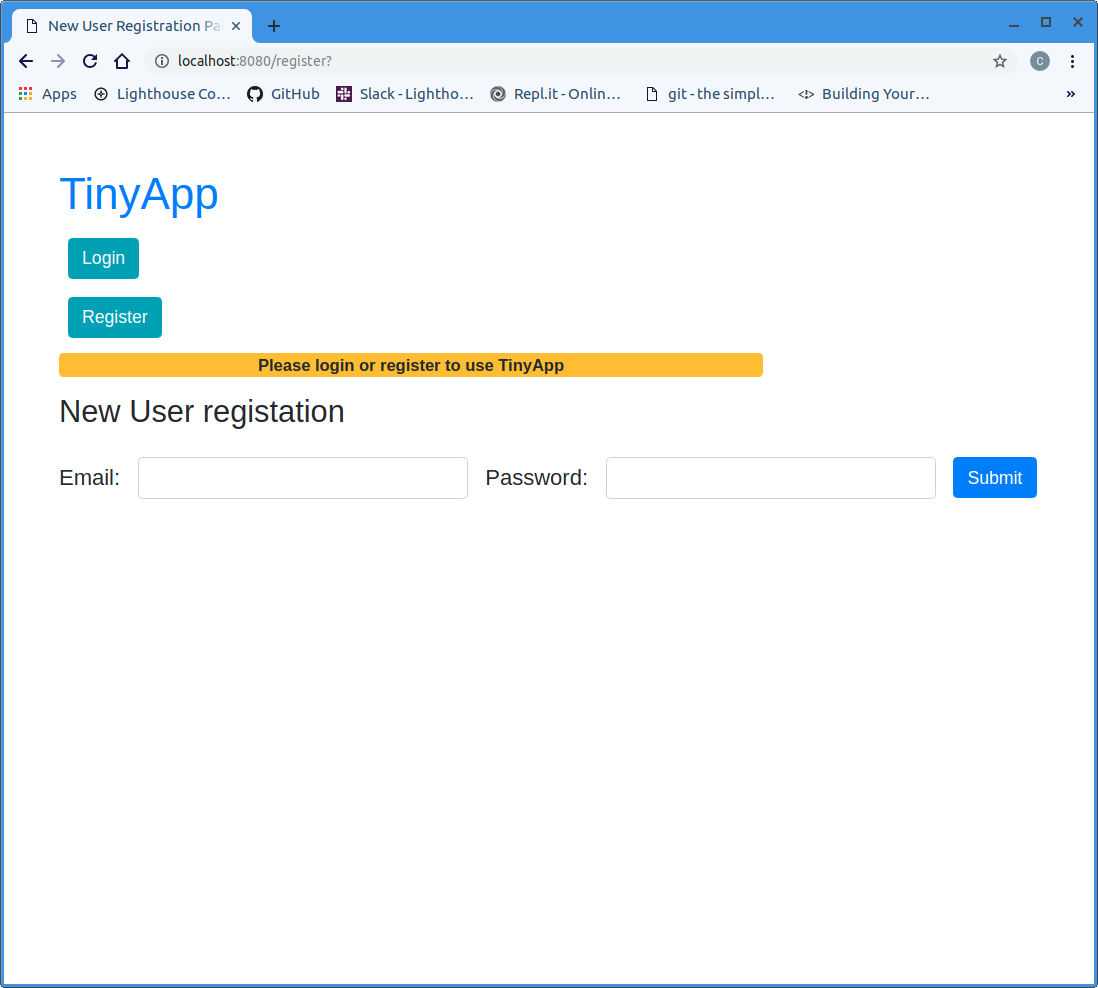 New User Registration Pa
localhost:8080/register?
C
Apps Lighthouse Co… GitHub Slack - Lightho… Repl.it - Onlin… git - the simpl… Building Your… »
TinyApp
Login
Register
Please login or register to use TinyApp
New User registation
Email: Password: Submit